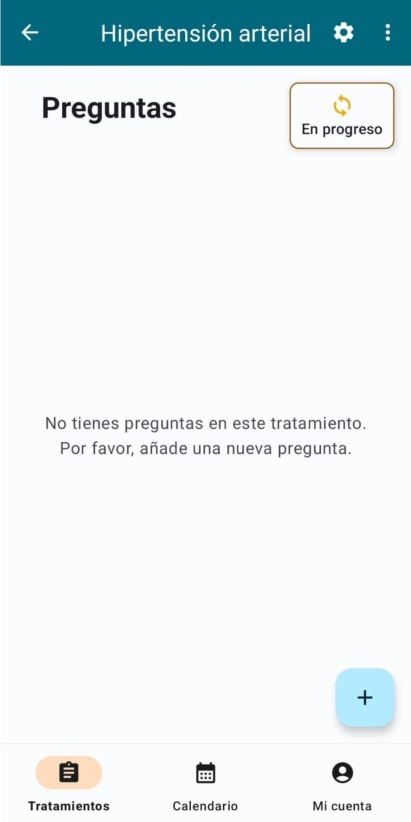 Hipertensión arterial
Preguntas
En progreso
No tienes preguntas en este tratamiento.
Por favor, añade una nueva pregunta.
+
Tratamientos
Calendario
Mi cuenta